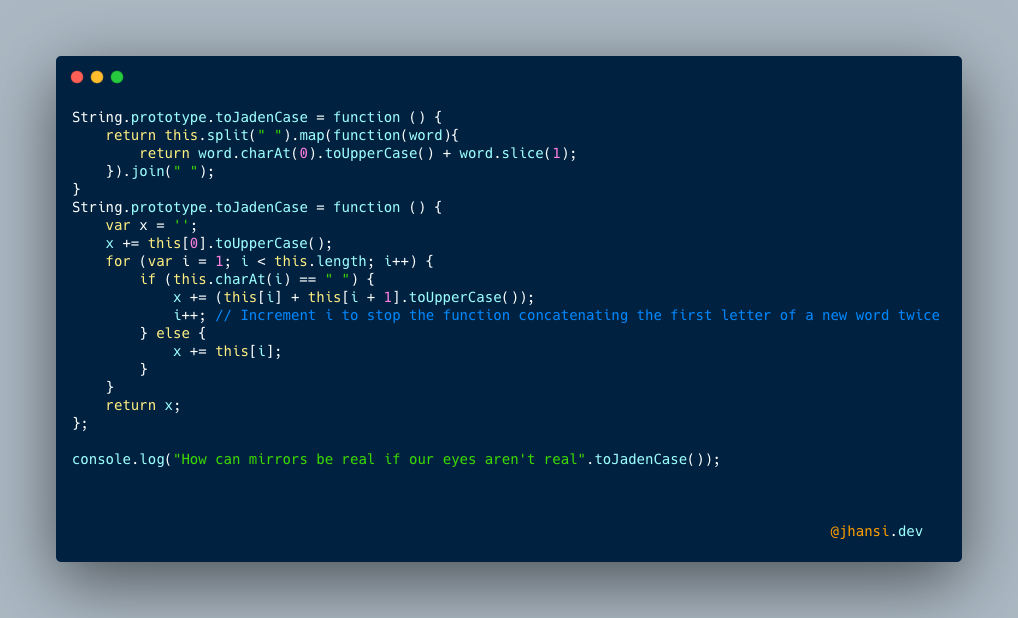 String.prototype.toJadenCase = function () {
    return this.split(" ").map(function(word){
        return word.charAt(0).toUpperCase() + word.slice(1);
    }).join(" ");
}
String.prototype.toJadenCase = function () {
    var x = '';
    x += this[0].toUpperCase();
    for (var i = 1; i < this.length; i++) {
        if (this.charAt(i) == " ") {
            x += (this[i] + this[i + 1].toUpperCase());
            i++; // Increment i to stop the function concatenating the first letter of a new word twice
        } else {
            x += this[i];
        }
    }
    return x;
};

console.log("How can mirrors be real if our eyes aren't real".toJadenCase());
@jhansi.dev